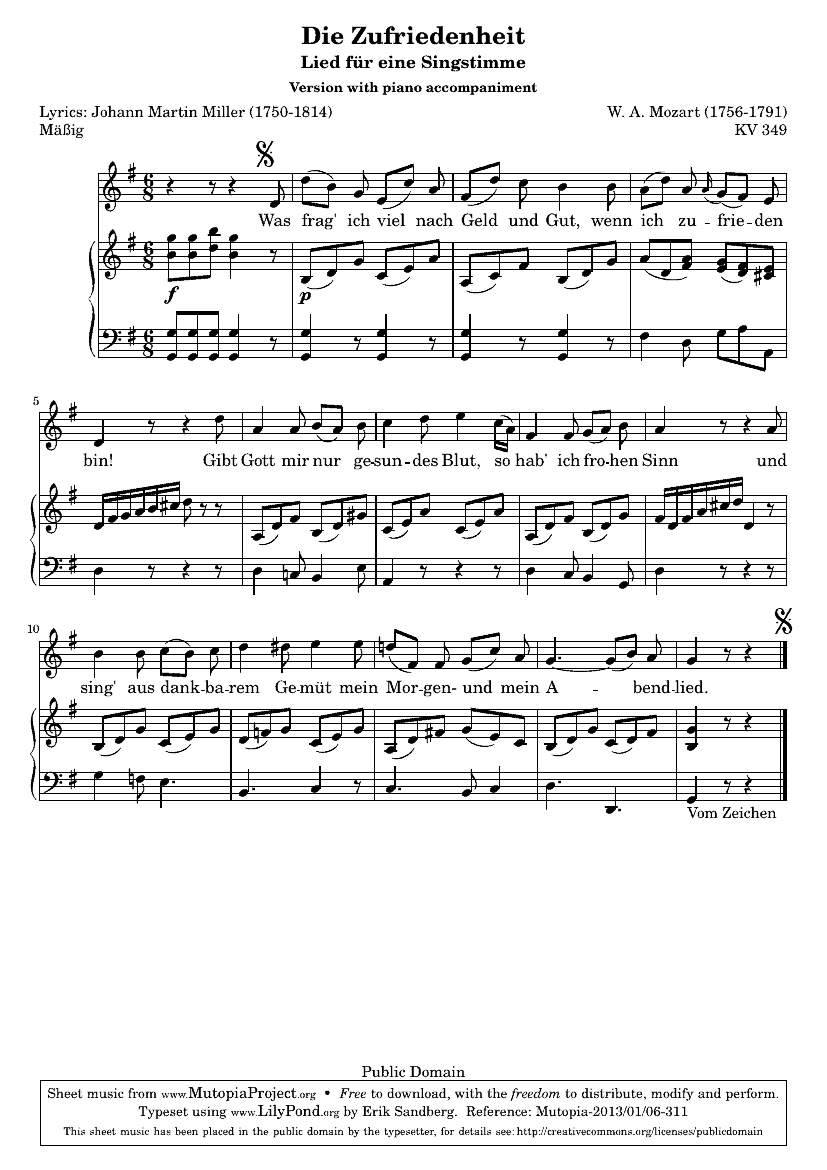 Die Zufriedenheit
Lied für eine Singstimme
Version with piano accompaniment
Lyrics: Johann Martin Miller (1750-1814)
W. A. Mozart (1756-1791)
Mäßig
KV 349
Was frag' ich viel nach Geld und Gut, wenn ich zu - frie - den
f p
5
bin! Gibt Gott mir nur ge - sun - des Blut, so hab' ich fro - hen Sinn und
10
sing' aus dank - ba - rem Ge - müt mein Mor - gen- und mein A - bend - lied.
Vom Zeichen
Public Domain
Sheet music from www.MutopiaProject.org • Free to download, with the freedom to distribute, modify and perform.
Typeset using www.LilyPond.org by Erik Sandberg. Reference: Mutopia-2013/01/06-311
This sheet music has been placed in the public domain by the typesetter, for details see: http://creativecommons.org/licenses/publicdomain